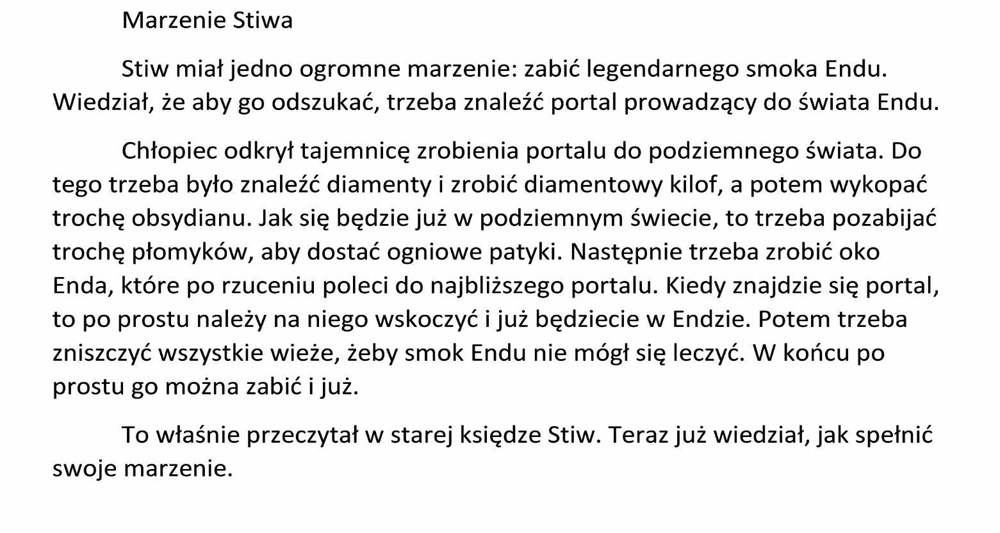 Marzenie Stiwa
Stiw miał jedno ogromne marzenie: zabić legendarnego smoka Endu.
Wiedział, że aby go odszukać, trzeba znaleźć portal prowadzący do świata Endu.
Chłopiec odkrył tajemnicę zrobienia portalu do podziemnego świata. Do
tego trzeba było znaleźć diamenty i zrobić diamentowy kilof, a potem wykopać
trochę obsydianu. Jak się będzie już w podziemnym świecie, to trzeba pozabijać
trochę płomyków, aby dostać ogniowe patyki. Następnie trzeba zrobić oko
Enda, które po rzuceniu poleci do najbliższego portalu. Kiedy znajdzie się portal,
to po prostu należy na niego wskoczyć i już będziecie w Endzie. Potem trzeba
zniszczyć wszystkie wieże, żeby smok Endu nie mógł się leczyć. W końcu po
prostu go można zabić i już.
To właśnie przeczytał w starej księdze Stiw. Teraz już wiedział, jak spełnić
swoje marzenie.